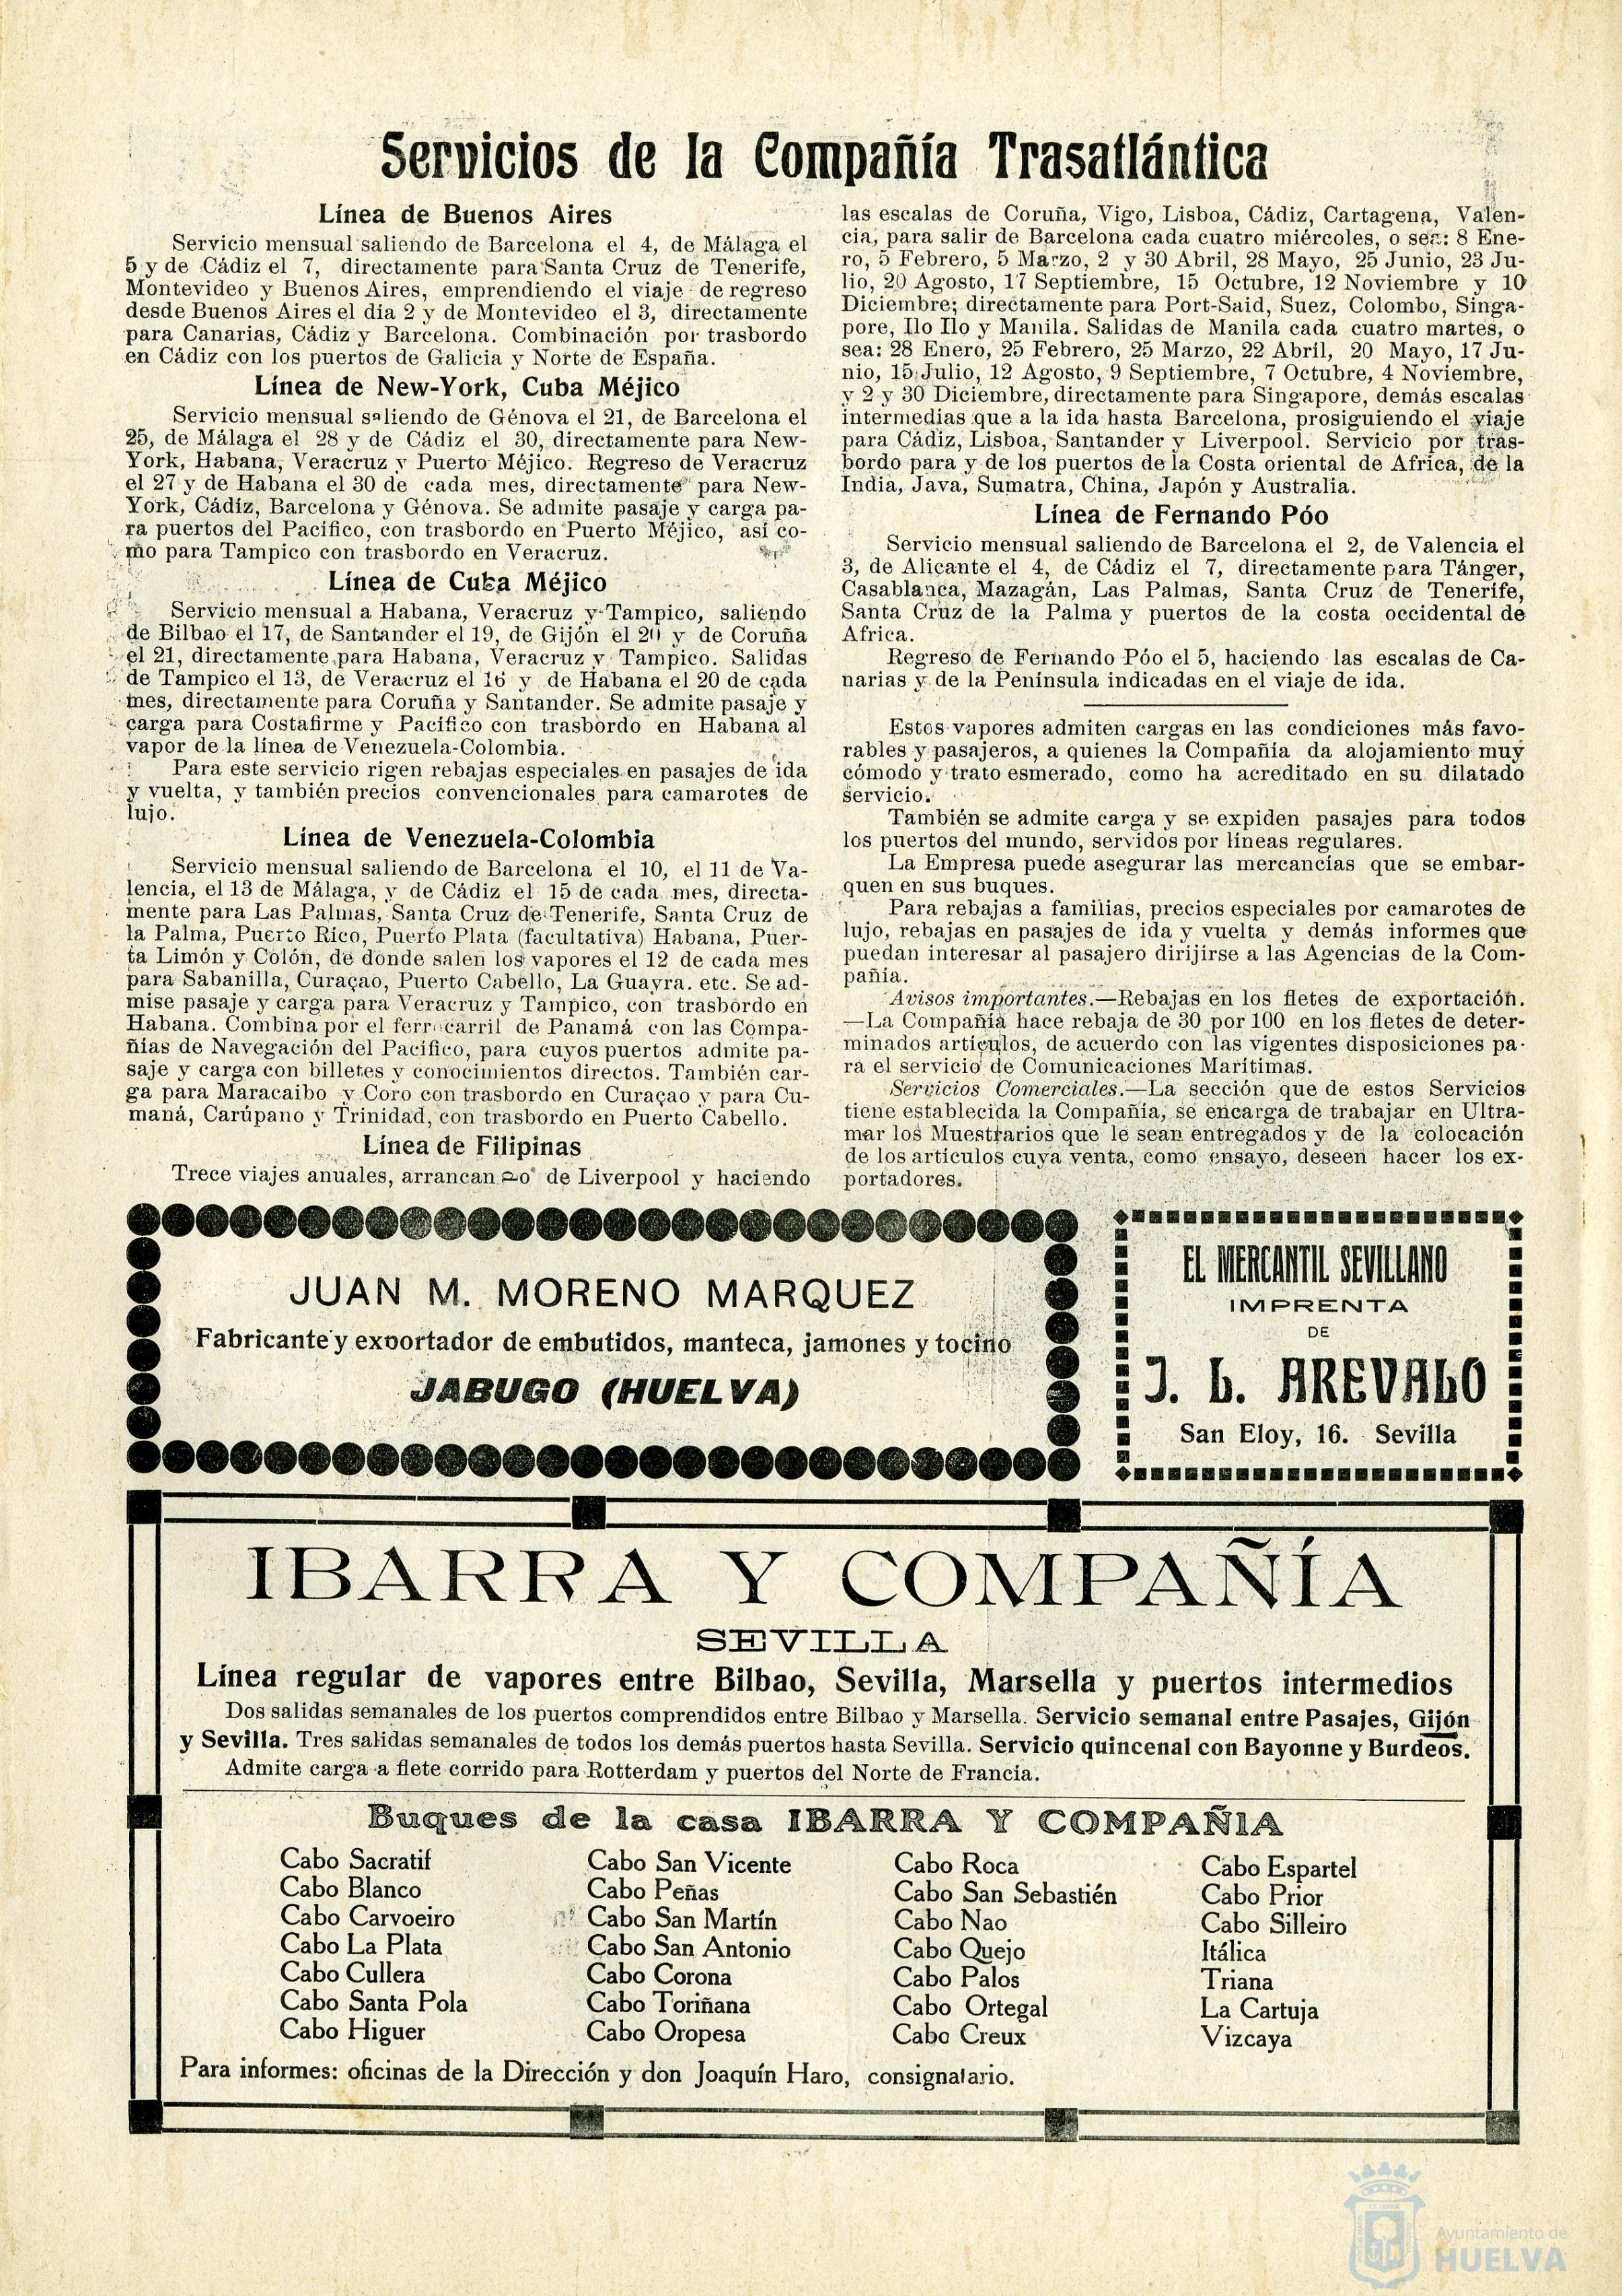 Servicios de la Compañía Trasatlántica
Línea de Buenos Aires
Servicio mensual saliendo de Barcelona el 4, de Málaga el
5 y de Cádiz el 7, directamente para Santa Cruz de Tenerife,
Montevideo y Buenos Aires, emprendiendo el viaje de regreso
desde Buenos Aires el día 2 y de Montevideo el 3, directamente
para Canarias, Cádiz y Barcelona. Combinación por trasbordo
en Cádiz con los puertos de Galicia y Norte de España.
Línea de New-York, Cuba Méjico
Servicio mensual saliendo de Génova el 21, de Barcelona el
25, de Málaga el 28 y de Cádiz el 30, directamente para New-
York, Habana, Veracruz y Puerto Méjico. Regreso de Veracruz
el 27 y de Habana el 30 de cada mes, directamente para New-
York, Cádiz, Barcelona y Génova. Se admite pasaje y carga pa-
ra puertos del Pacífico, con trasbordo en Puerto Méjico, así co-
mo para Tampico con trasbordo en Veracruz.
Línea de Cuba Méjico
Servicio mensual a Habana, Veracruz y Tampico, saliendo
de Bilbao el 17, de Santander el 19, de Gijón el 20 y de Coruña
el 21, directamente para Habana, Veracruz y Tampico. Salidas
de Tampico el 13, de Veracruz el 16 y de Habana el 20 de cada
mes, directamente para Coruña y Santander. Se admite pasaje y
carga para Costafirme y Pacífico con trasbordo en Habana al
vapor de la línea de Venezuela-Colombia.
Para este servicio rigen rebajas especiales en pasajes de ida
y vuelta, y también precios convencionales para camarotes de
lujo.
Línea de Venezuela-Colombia
Servicio mensual saliendo de Barcelona el 10, el 11 de Va-
lencia, el 13 de Málaga, y de Cádiz el 15 de cada mes, directa-
mente para Las Palmas, Santa Cruz de Tenerife, Santa Cruz de
la Palma, Puerto Rico, Puerto Plata (facultativa) Habana, Puer-
ta Limón y Colón, de donde salen los vapores el 12 de cada mes
para Sabanilla, Curaçao, Puerto Cabello, La Guayra. etc. Se ad-
mise pasaje y carga para Veracruz y Tampico, con trasbordo en
Habana. Combina por el ferrocarril de Panamá con las Compa-
ñías de Navegación del Pacífico, para cuyos puertos admite pa-
saje y carga con billetes y conocimientos directos. También car-
ga para Maracaibo y Coro con trasbordo en Curaçao y para Cu-
maná, Carúpano y Trinidad, con trasbordo en Puerto Cabello.
Línea de Filipinas
Trece viajes anuales, arrancando de Liverpool y haciendo
las escalas de Coruña, Vigo, Lisboa, Cádiz, Cartagena, Valen-
cia, para salir de Barcelona cada cuatro miércoles, o sea: 8 Ene-
ro, 5 Febrero, 5 Marzo, 2 y 30 Abril, 28 Mayo, 25 Junio, 23 Ju-
lio, 20 Agosto, 17 Septiembre, 15 Octubre, 12 Noviembre y 10
Diciembre; directamente para Port-Said, Suez, Colombo, Singa-
pore, Ilo Ilo y Manila. Salidas de Manila cada cuatro martes, o
sea: 28 Enero, 25 Febrero, 25 Marzo, 22 Abril, 20 Mayo, 17 Ju-
nio, 15 Julio, 12 Agosto, 9 Septiembre, 7 Octubre, 4 Noviembre,
y 2 y 30 Diciembre, directamente para Singapore, demás escalas
intermedias que a la ida hasta Barcelona, prosiguiendo el viaje
para Cádiz, Lisboa, Santander y Liverpool. Servicio por tras-
bordo para y de los puertos de la Costa oriental de Africa, de la
India, Java, Sumatra, China, Japón y Australia.
Línea de Fernando Póo
Servicio mensual saliendo de Barcelona el 2, de Valencia el
3, de Alicante el 4, de Cádiz el 7, directamente para Tánger,
Casablanca, Mazagán, Las Palmas, Santa Cruz de Tenerife,
Santa Cruz de la Palma y puertos de la costa occidental de
Africa.
Regreso de Fernando Póo el 5, haciendo las escalas de Ca-
narias y de la Península indicadas en el viaje de ida.
Estos vapores admiten cargas en las condiciones más favo-
rables y pasajeros, a quienes la Compañía da alojamiento muy
cómodo y trato esmerado, como ha acreditado en su dilatado
servicio.
También se admite carga y se expiden pasajes para todos
los puertos del mundo, servidos por líneas regulares.
La Empresa puede asegurar las mercancías que se embar-
quen en sus buques.
Para rebajas a familias, precios especiales por camarotes de
lujo, rebajas en pasajes de ida y vuelta y demás informes que
puedan interesar al pasajero dirijirse a las Agencias de la Com-
pañía.
Avisos importantes.—Rebajas en los fletes de exportación.
—La Compañía hace rebaja de 30 por 100 en los fletes de deter-
minados artículos, de acuerdo con las vigentes disposiciones pa-
ra el servicio de Comunicaciones Marítimas.
Servicios Comerciales.—La sección que de estos Servicios
tiene establecida la Compañía, se encarga de trabajar en Ultra-
mar los Muestrarios que le sean entregados y de la colocación
de los artículos cuya venta, como ensayo, deseen hacer los ex-
portadores.
JUAN M. MORENO MARQUEZ
Fabricante y exportador de embutidos, manteca, jamones y tocino
JABUGO (HUELVA)
EL MERCANTIL SEVILLANO
IMPRENTA
DE
J. L. AREVALO
San Eloy, 16. Sevilla
IBARRA Y COMPAÑÍA
SEVILLA
Línea regular de vapores entre Bilbao, Sevilla, Marsella y puertos intermedios
Dos salidas semanales de los puertos comprendidos entre Bilbao y Marsella. Servicio semanal entre Pasajes, Gijón
y Sevilla. Tres salidas semanales de todos los demás puertos hasta Sevilla. Servicio quincenal con Bayonne y Burdeos.
Admite carga a flete corrido para Rotterdam y puertos del Norte de Francia.
Buques de la casa IBARRA Y COMPAÑIA
Cabo Sacratif
Cabo Blanco
Cabo Carvoeiro
Cabo La Plata
Cabo Cullera
Cabo Santa Pola
Cabo Higuer
Cabo San Vicente
Cabo Peñas
Cabo San Martín
Cabo San Antonio
Cabo Corona
Cabo Toriñana
Cabo Oropesa
Cabo Roca
Cabo San Sebastién
Cabo Nao
Cabo Quejo
Cabo Palos
Cabo Ortegal
Cabo Creux
Cabo Espartel
Cabo Prior
Cabo Silleiro
Itálica
Triana
La Cartuja
Vizcaya
Para informes: oficinas de la Dirección y don Joaquín Haro, consignatario.
Ayuntamiento de
HUELVA